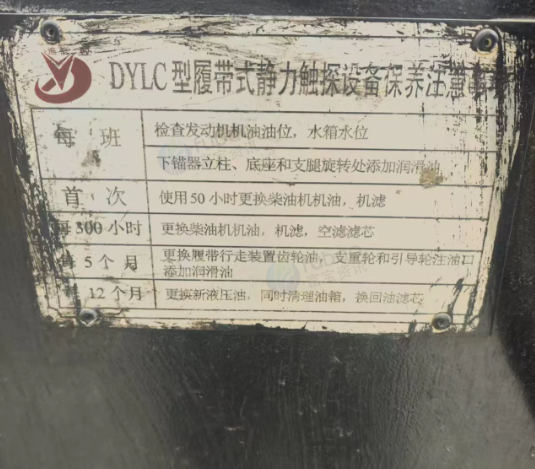 DYLC型履带式静力触探设备保养注意事项
每 班
检查发动机机油油位，水箱水位
下锚器立柱、底座和支腿旋转处添加润滑油
首 次
使用50小时更换柴油机机油，机滤
每300小时
更换柴油机机油，机滤，空滤滤芯
每5个月
更换履带行走装置齿轮油，支重轮和引导轮注油口
添加润滑油
12个月
更换新液压油，同时清理油箱，换回油滤芯